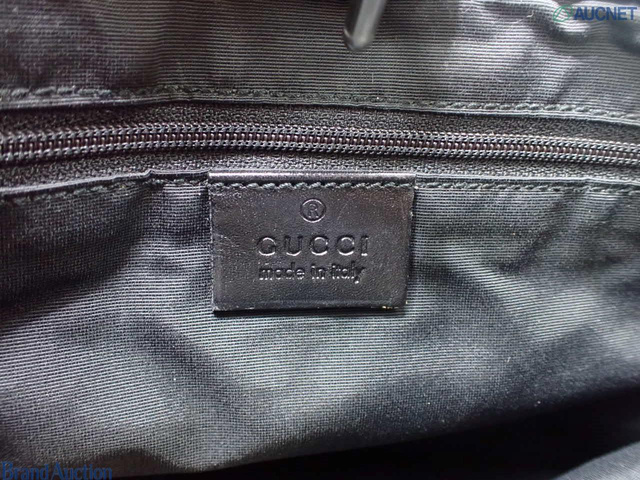 AUCNET
®
GUCCI
made in italy
Brand Auction